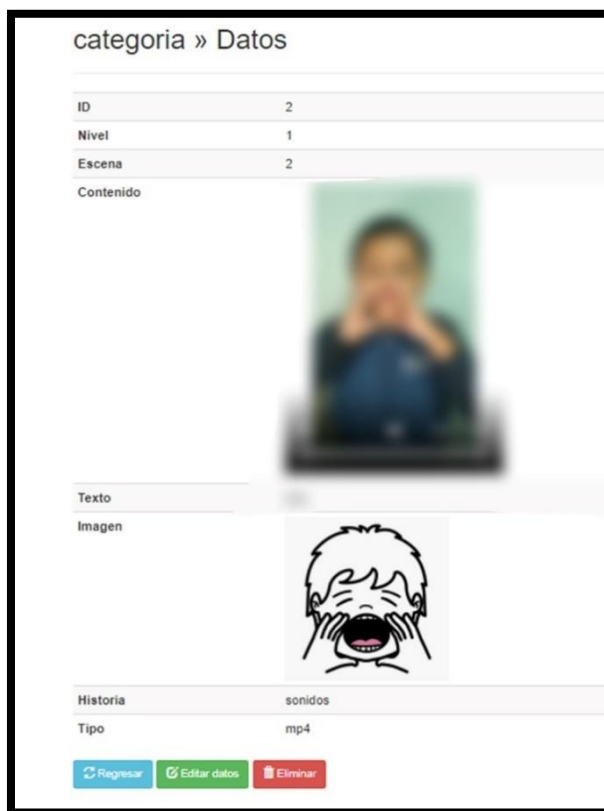 categoria » Datos
ID 2
Nivel 1
Escena 2
Contenido
Texto
Imagen
Historia sonidos
Tipo mp4
Regresar Editar datos Eliminar